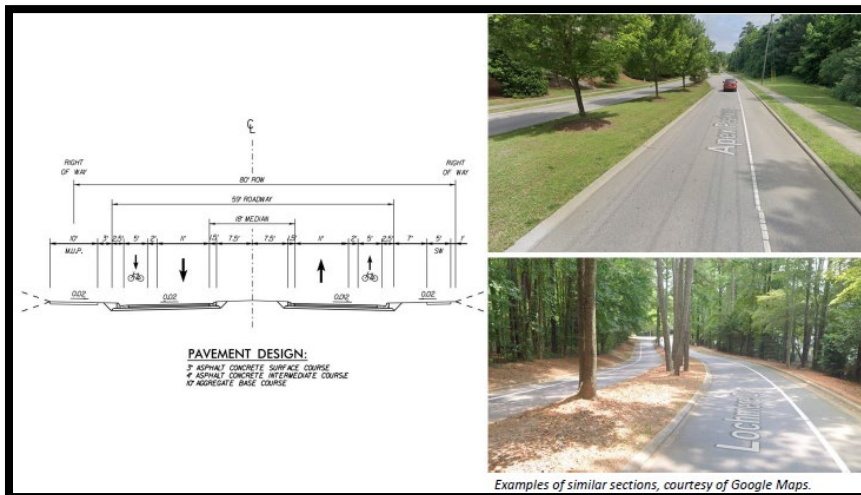 ℄
RIGHT
OF WAY
RIGHT
OF WAY
80' ROW
59' ROADWAY
18' MEDIAN
10' 3' 2.5' 5' 2' 11' 1.5' 7.5' 7.5' 1.5' 11' 2' 5' 2.5' 7' 5' 1'
M.U.P. SW
0.02 0.02 0.02 0.02
PAVEMENT DESIGN:
3" ASPHALT CONCRETE SURFACE COURSE
4" ASPHALT CONCRETE INTERMEDIATE COURSE
10" AGGREGATE BASE COURSE
Apex
Examples of similar sections, courtesy of Google Maps.